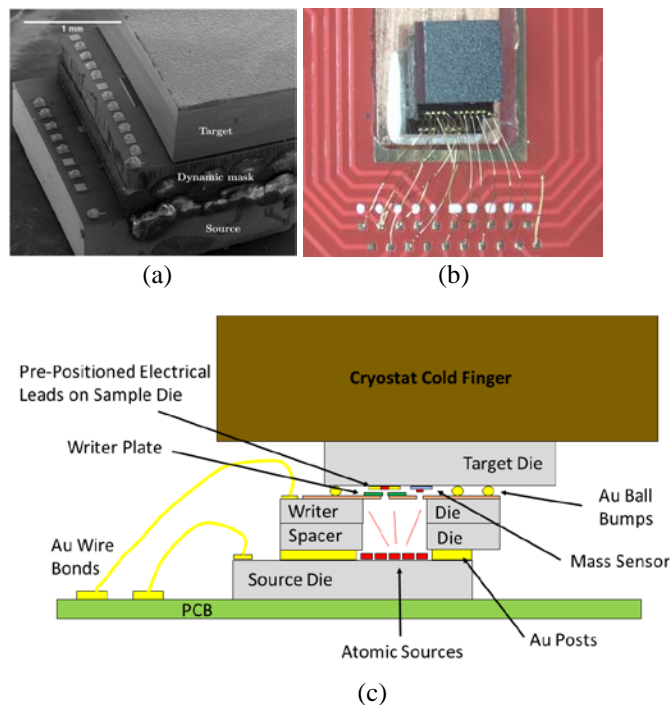 1 mm
Target
Dynamic mask
Source
(a)
(b)
Cryostat Cold Finger
Pre-Positioned Electrical
Leads on Sample Die
Target Die
Writer Plate
Au Ball
Bumps
Writer
Die
Spacer
Die
Au Wire
Bonds
Mass Sensor
Source Die
PCB
Atomic Sources
Au Posts
(c)